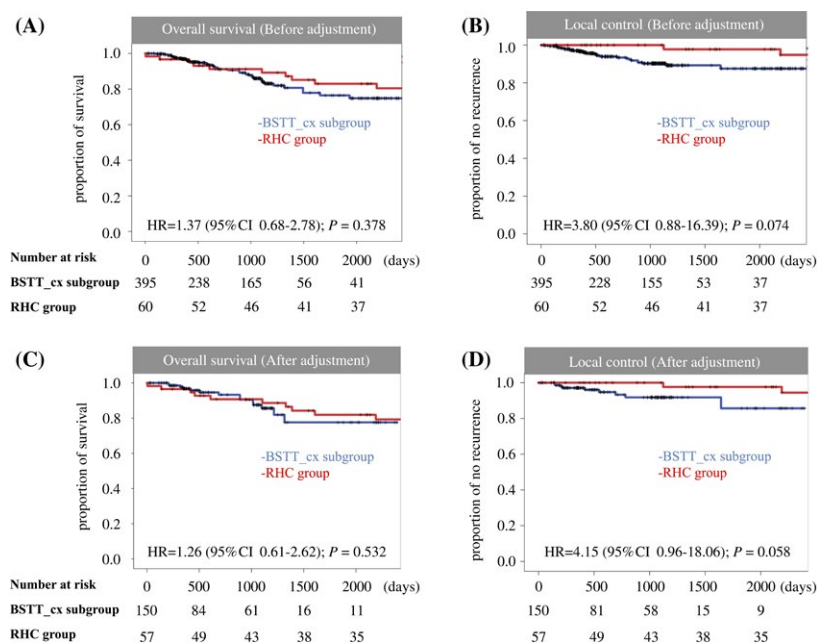 (A)
Overall survival (Before adjustment)
proportion of survival
1.0
0.8
0.6
0.4
0.2
0.0
-BSTT_cx subgroup
-RHC group
HR=1.37 (95%CI 0.68-2.78); P = 0.378
Number at risk 0 500 1000 1500 2000 (days)
BSTT_cx subgroup 395 238 165 56 41
RHC group 60 52 46 41 37
(B)
Local control (Before adjustment)
proportion of no recurrence
1.0
0.8
0.6
0.4
0.2
0.0
-BSTT_cx subgroup
-RHC group
HR=3.80 (95%CI 0.88-16.39); P = 0.074
0 500 1000 1500 2000 (days)
395 228 155 53 37
60 52 46 41 37
(C)
Overall survival (After adjustment)
proportion of survival
1.0
0.8
0.6
0.4
0.2
0.0
-BSTT_cx subgroup
-RHC group
HR=1.26 (95%CI 0.61-2.62); P = 0.532
Number at risk 0 500 1000 1500 2000 (days)
BSTT_cx subgroup 150 84 61 16 11
RHC group 57 49 43 38 35
(D)
Local control (After adjustment)
proportion of no recurrence
1.0
0.8
0.6
0.4
0.2
0.0
-BSTT_cx subgroup
-RHC group
HR=4.15 (95%CI 0.96-18.06); P = 0.058
0 500 1000 1500 2000 (days)
150 81 58 15 9
57 49 43 38 35